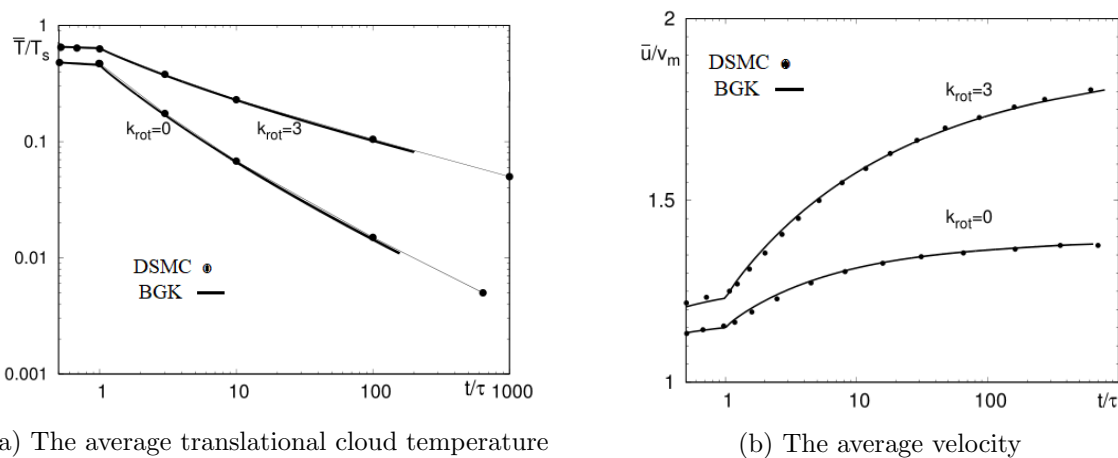 1
T̅/Tₛ
k_rot=0
k_rot=3
0.1
0.01
DSMC
BGK
0.001
1
10
100
t/τ
1000
a) The average translational cloud temperature
2
u̅/vₘ
DSMC
BGK
k_rot=3
1.5
k_rot=0
1
1
10
100
t/τ
(b) The average velocity